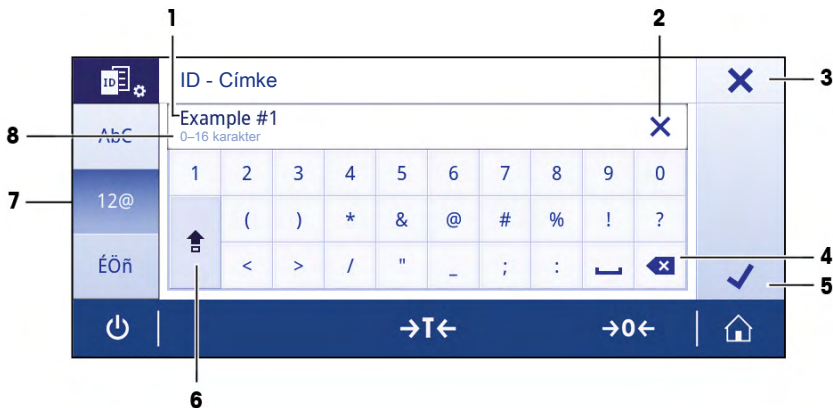 1 2
ID
ID - Címke
3
Example #1
8
0–16 karakter
AbC
1 2 3 4 5 6 7 8 9 0
7
12@
( ) * & @ # % ! ?
ÉÖñ
< > / " _ ; :
4
5
→T← →0←
6